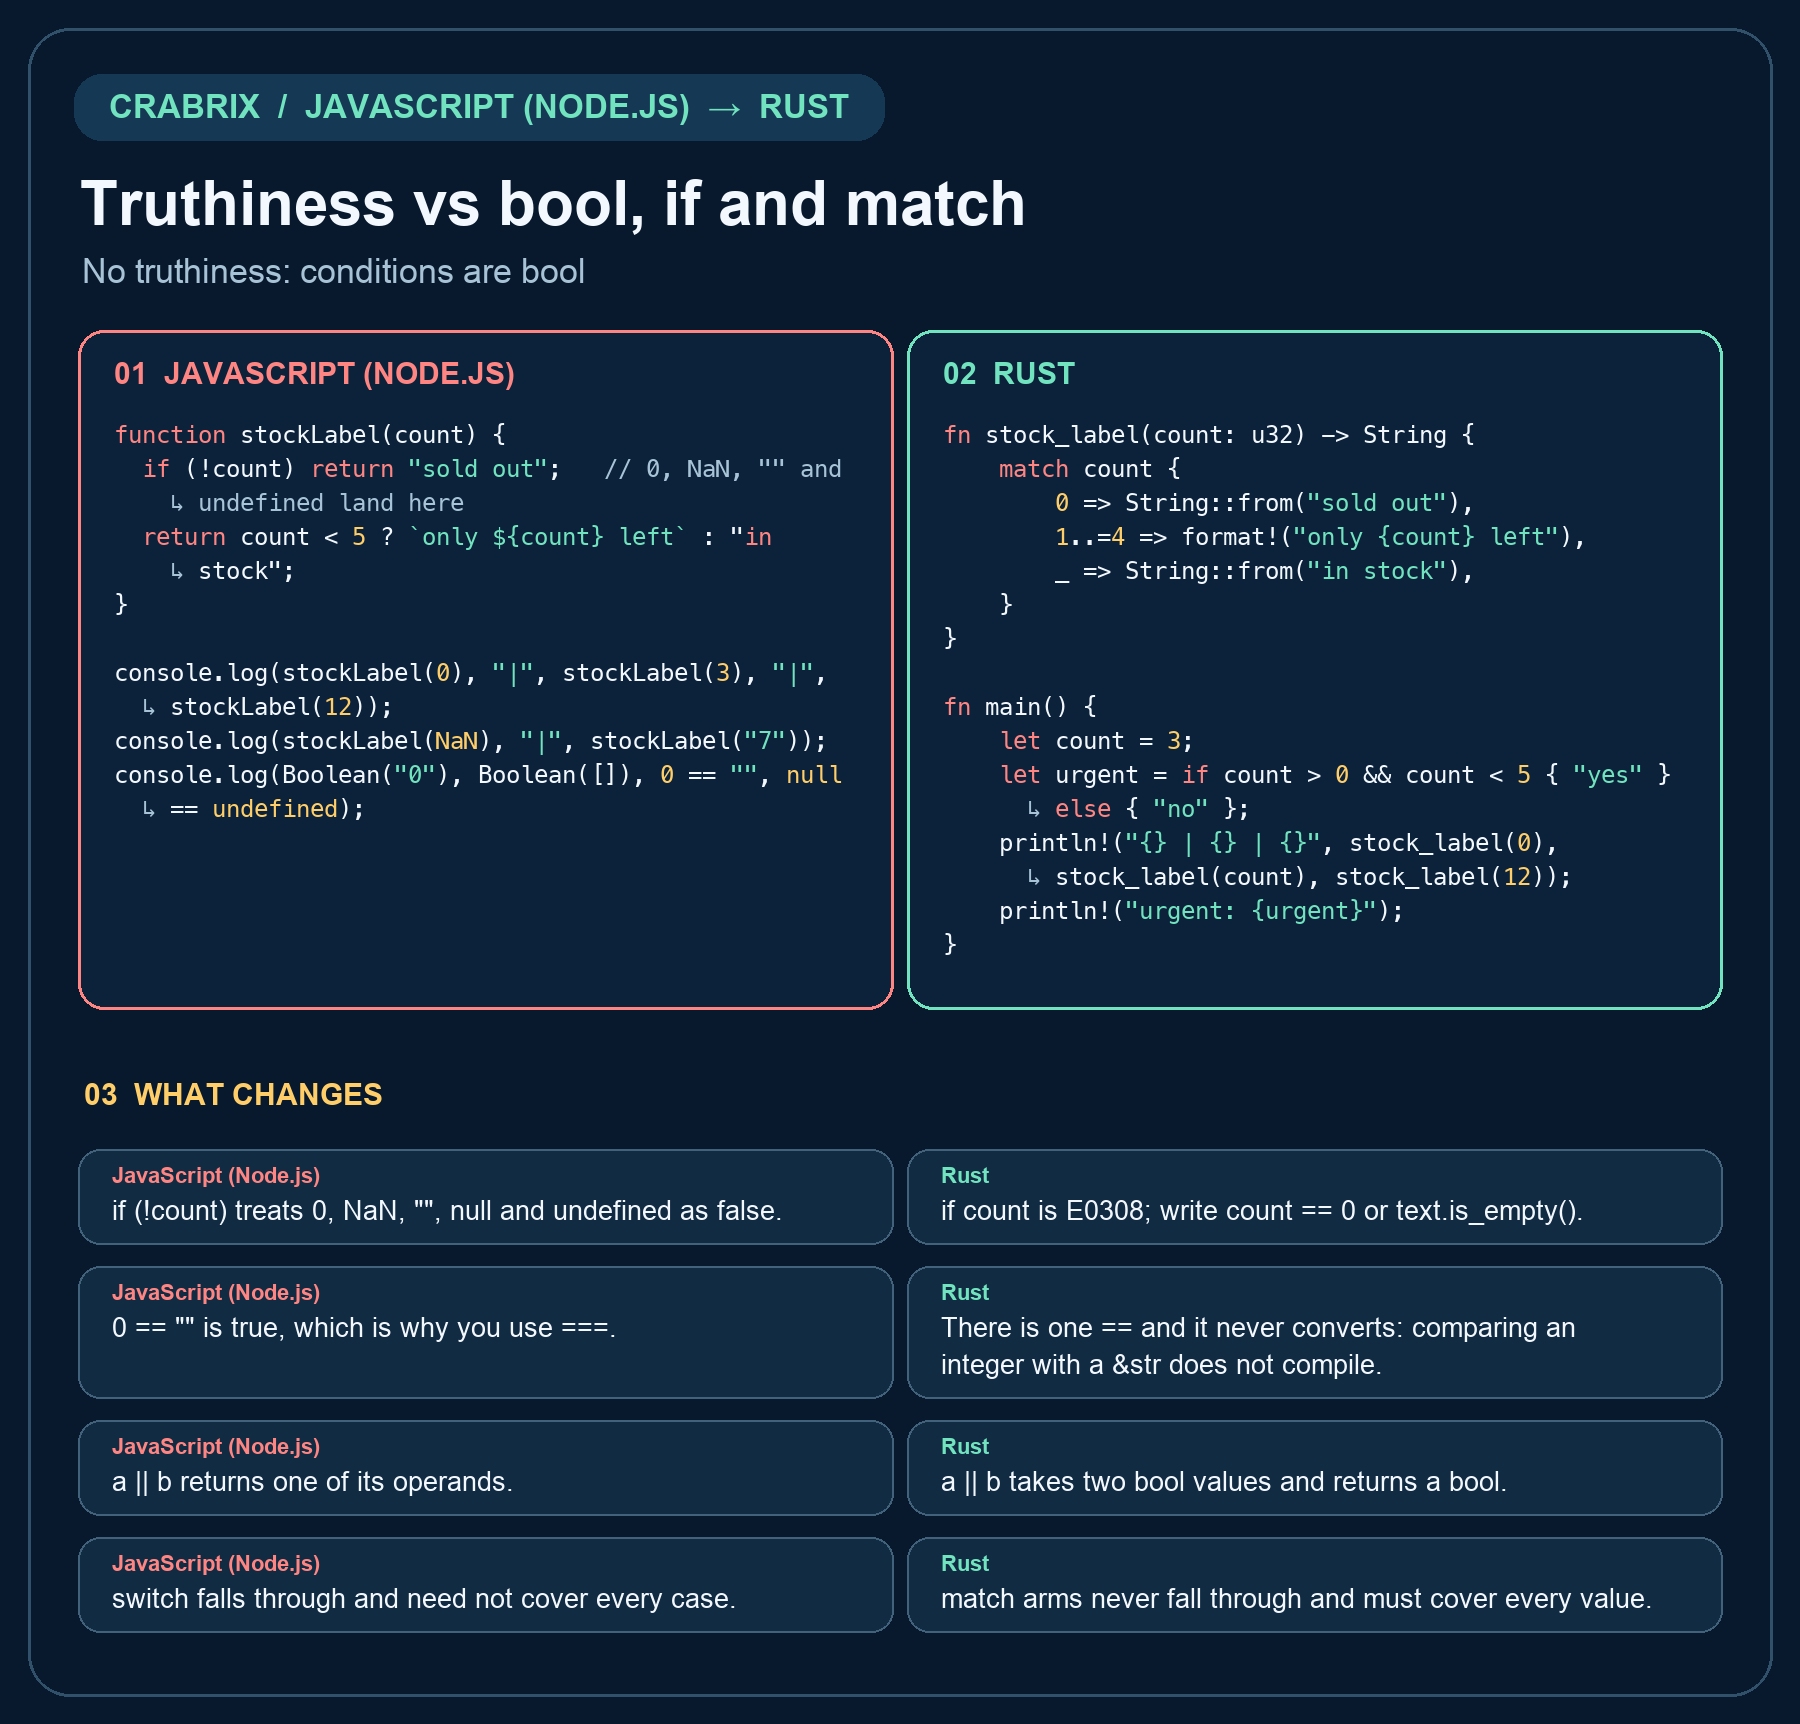 CRABRIX / JAVASCRIPT (NODE.JS) → RUST
Truthiness vs bool, if and match
No truthiness: conditions are bool
01 JAVASCRIPT (NODE.JS)
function stockLabel(count) {
  if (!count) return "sold out";   // 0, NaN, "" and
    ↳ undefined land here
  return count < 5 ? `only ${count} left` : "in
    ↳ stock";
}

console.log(stockLabel(0), "|", stockLabel(3), "|",
  ↳ stockLabel(12));
console.log(stockLabel(NaN), "|", stockLabel("7"));
console.log(Boolean("0"), Boolean([]), 0 == "", null
  ↳ == undefined);
02 RUST
fn stock_label(count: u32) -> String {
    match count {
        0 => String::from("sold out"),
        1..=4 => format!("only {count} left"),
        _ => String::from("in stock"),
    }
}

fn main() {
    let count = 3;
    let urgent = if count > 0 && count < 5 { "yes" }
      ↳ else { "no" };
    println!("{} | {} | {}", stock_label(0),
      ↳ stock_label(count), stock_label(12));
    println!("urgent: {urgent}");
}
03 WHAT CHANGES
JavaScript (Node.js)
if (!count) treats 0, NaN, "", null and undefined as false.
Rust
if count is E0308; write count == 0 or text.is_empty().
JavaScript (Node.js)
0 == "" is true, which is why you use ===.
Rust
There is one == and it never converts: comparing an
integer with a &str does not compile.
JavaScript (Node.js)
a || b returns one of its operands.
Rust
a || b takes two bool values and returns a bool.
JavaScript (Node.js)
switch falls through and need not cover every case.
Rust
match arms never fall through and must cover every value.